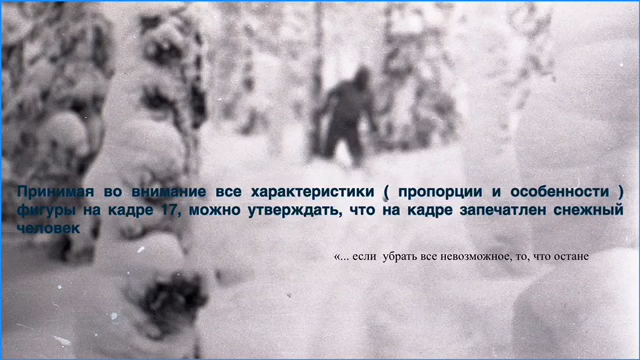 Принимая во внимание все характеристики ( пропорции и особенности )
фигуры на кадре 17, можно утверждать, что на кадре запечатлен снежный
человек
«... если  убрать все невозможное, то, что остане